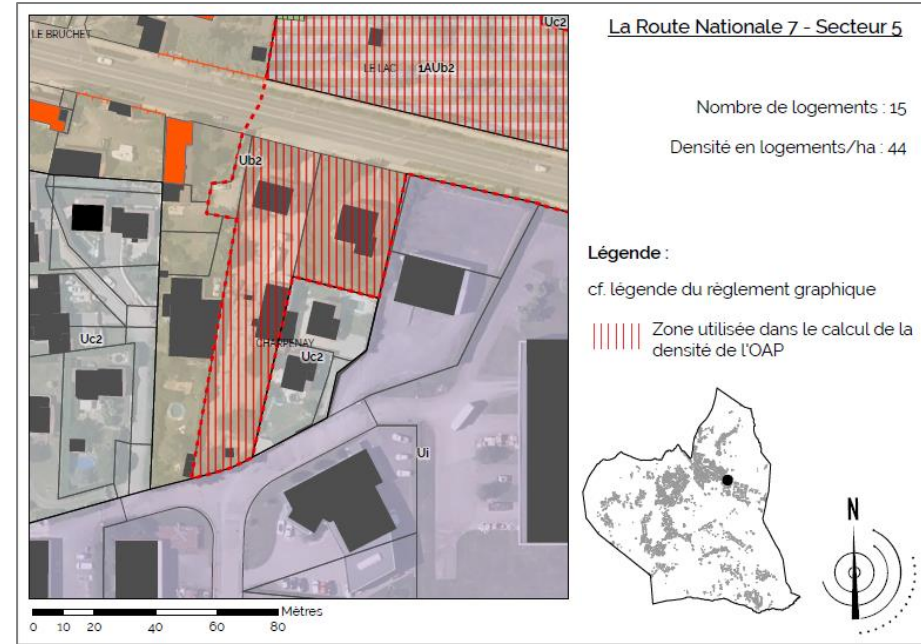 La Route Nationale 7 - Secteur 5
Nombre de logements : 15
Densité en logements/ha : 44
Légende :
cf. légende du règlement graphique
Zone utilisée dans le calcul de la
densité de l'OAP
N
LE BRUCHET
Uc2
LE LAC
1AUb2
Ub2
Uc2
CHARPENAY
Uc2
Ui
Mètres
0 10 20 40 60 80